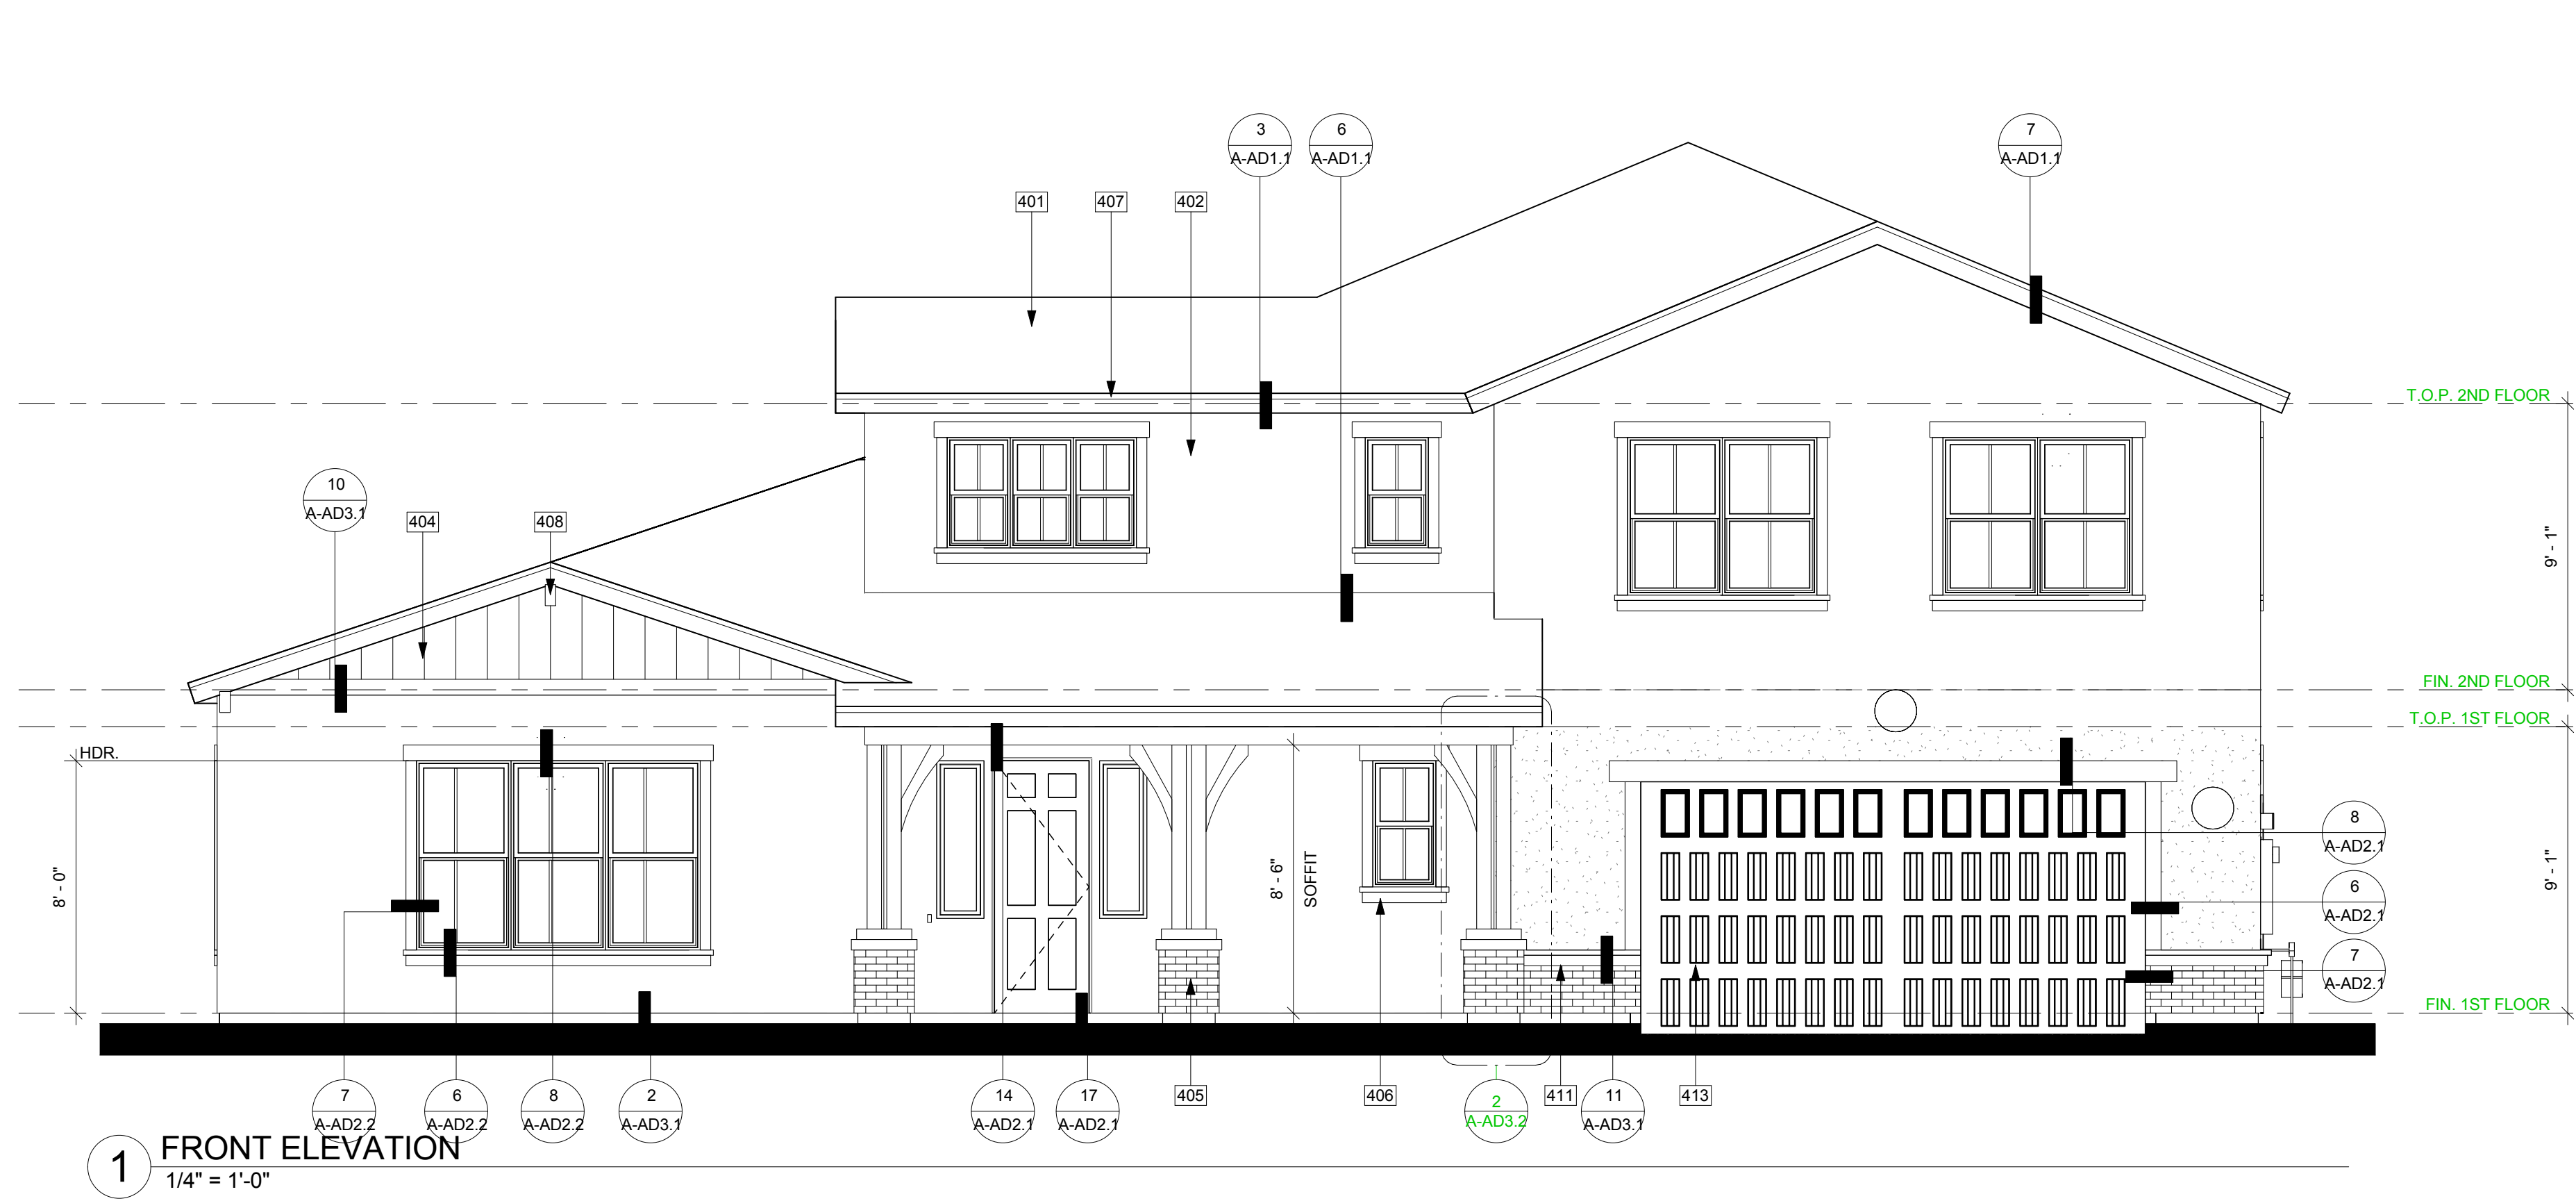 3
A-AD1.1
6
A-AD1.1
7
A-AD1.1
401
407
402
T.O.P. 2ND FLOOR
10
A-AD3.1
404
408
9' - 1"
FIN. 2ND FLOOR
T.O.P. 1ST FLOOR
HDR.
8' - 0"
8' - 6"
SOFFIT
9' - 1"
8
A-AD2.1
6
A-AD2.1
7
A-AD2.1
FIN. 1ST FLOOR
7
A-AD2.2
6
A-AD2.2
8
A-AD2.2
2
A-AD3.1
14
A-AD2.1
17
A-AD2.1
405
406
2
A-AD3.2
411
11
A-AD3.1
413
1
FRONT ELEVATION
1/4" = 1'-0"